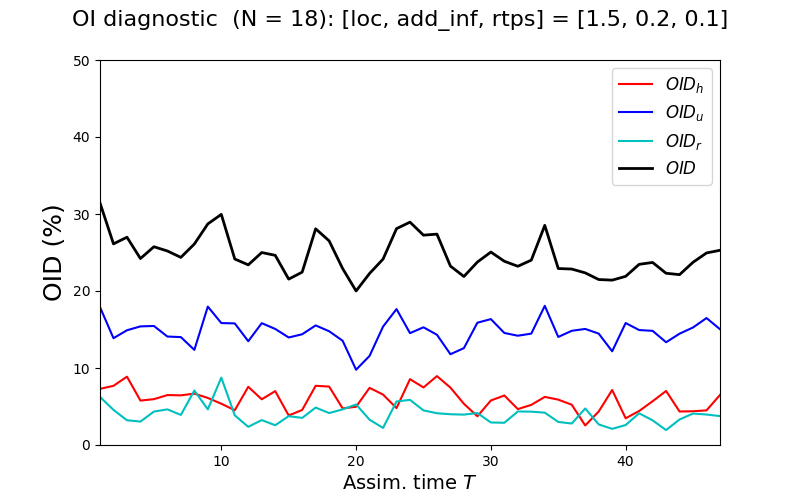 OI diagnostic  (N = 18): [loc, add_inf, rtps] = [1.5, 0.2, 0.1]
50
40
30
20
10
0
OID (%)
OID_h
OID_u
OID_r
OID
10
20
30
40
Assim. time T